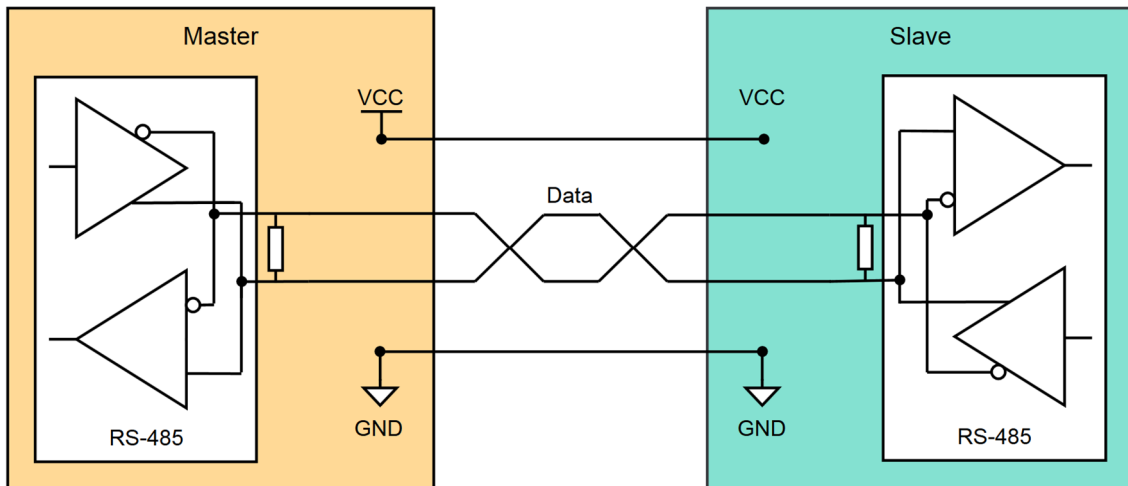 Master
Slave
VCC
VCC
Data
GND
GND
RS-485
RS-485